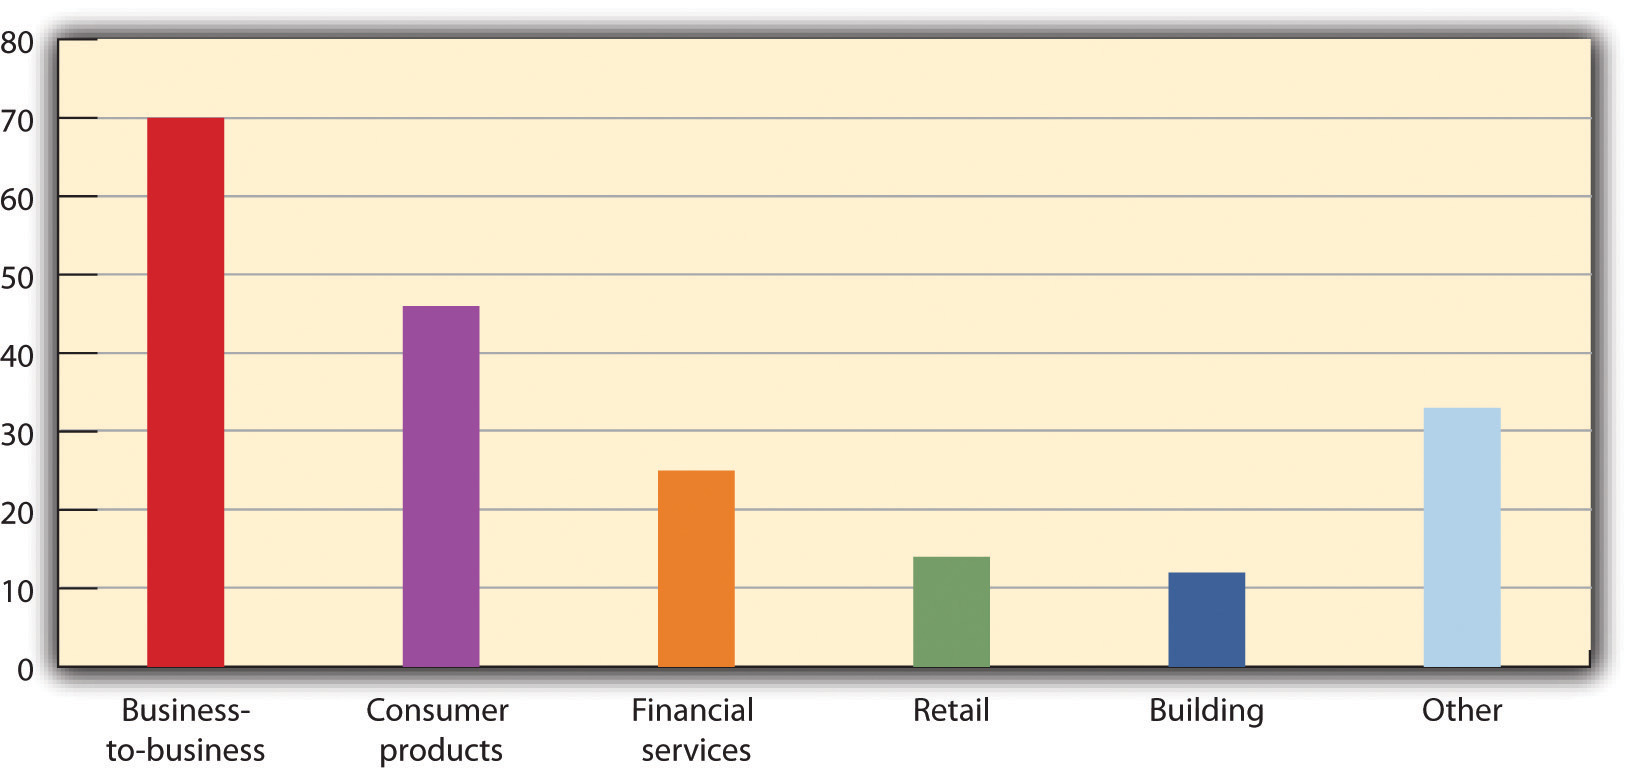 80
70
60
50
40
30
20
10
0
Business-
to-business
Consumer
products
Financial
services
Retail
Building
Other